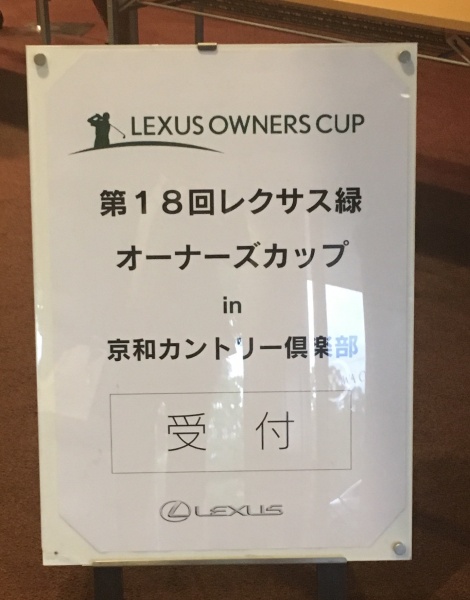 LEXUS OWNERS CUP
第１８回レクサス緑
オーナーズカップ
in
京和カントリー倶楽部
受 付
LEXUS